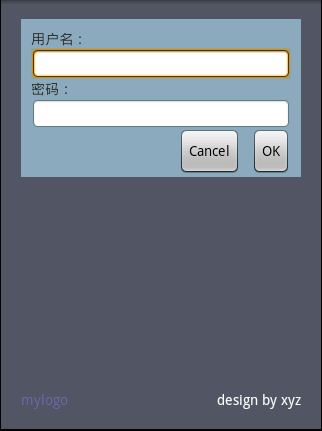 用户名：
密码：
Cancel OK
mylogo design by xyz